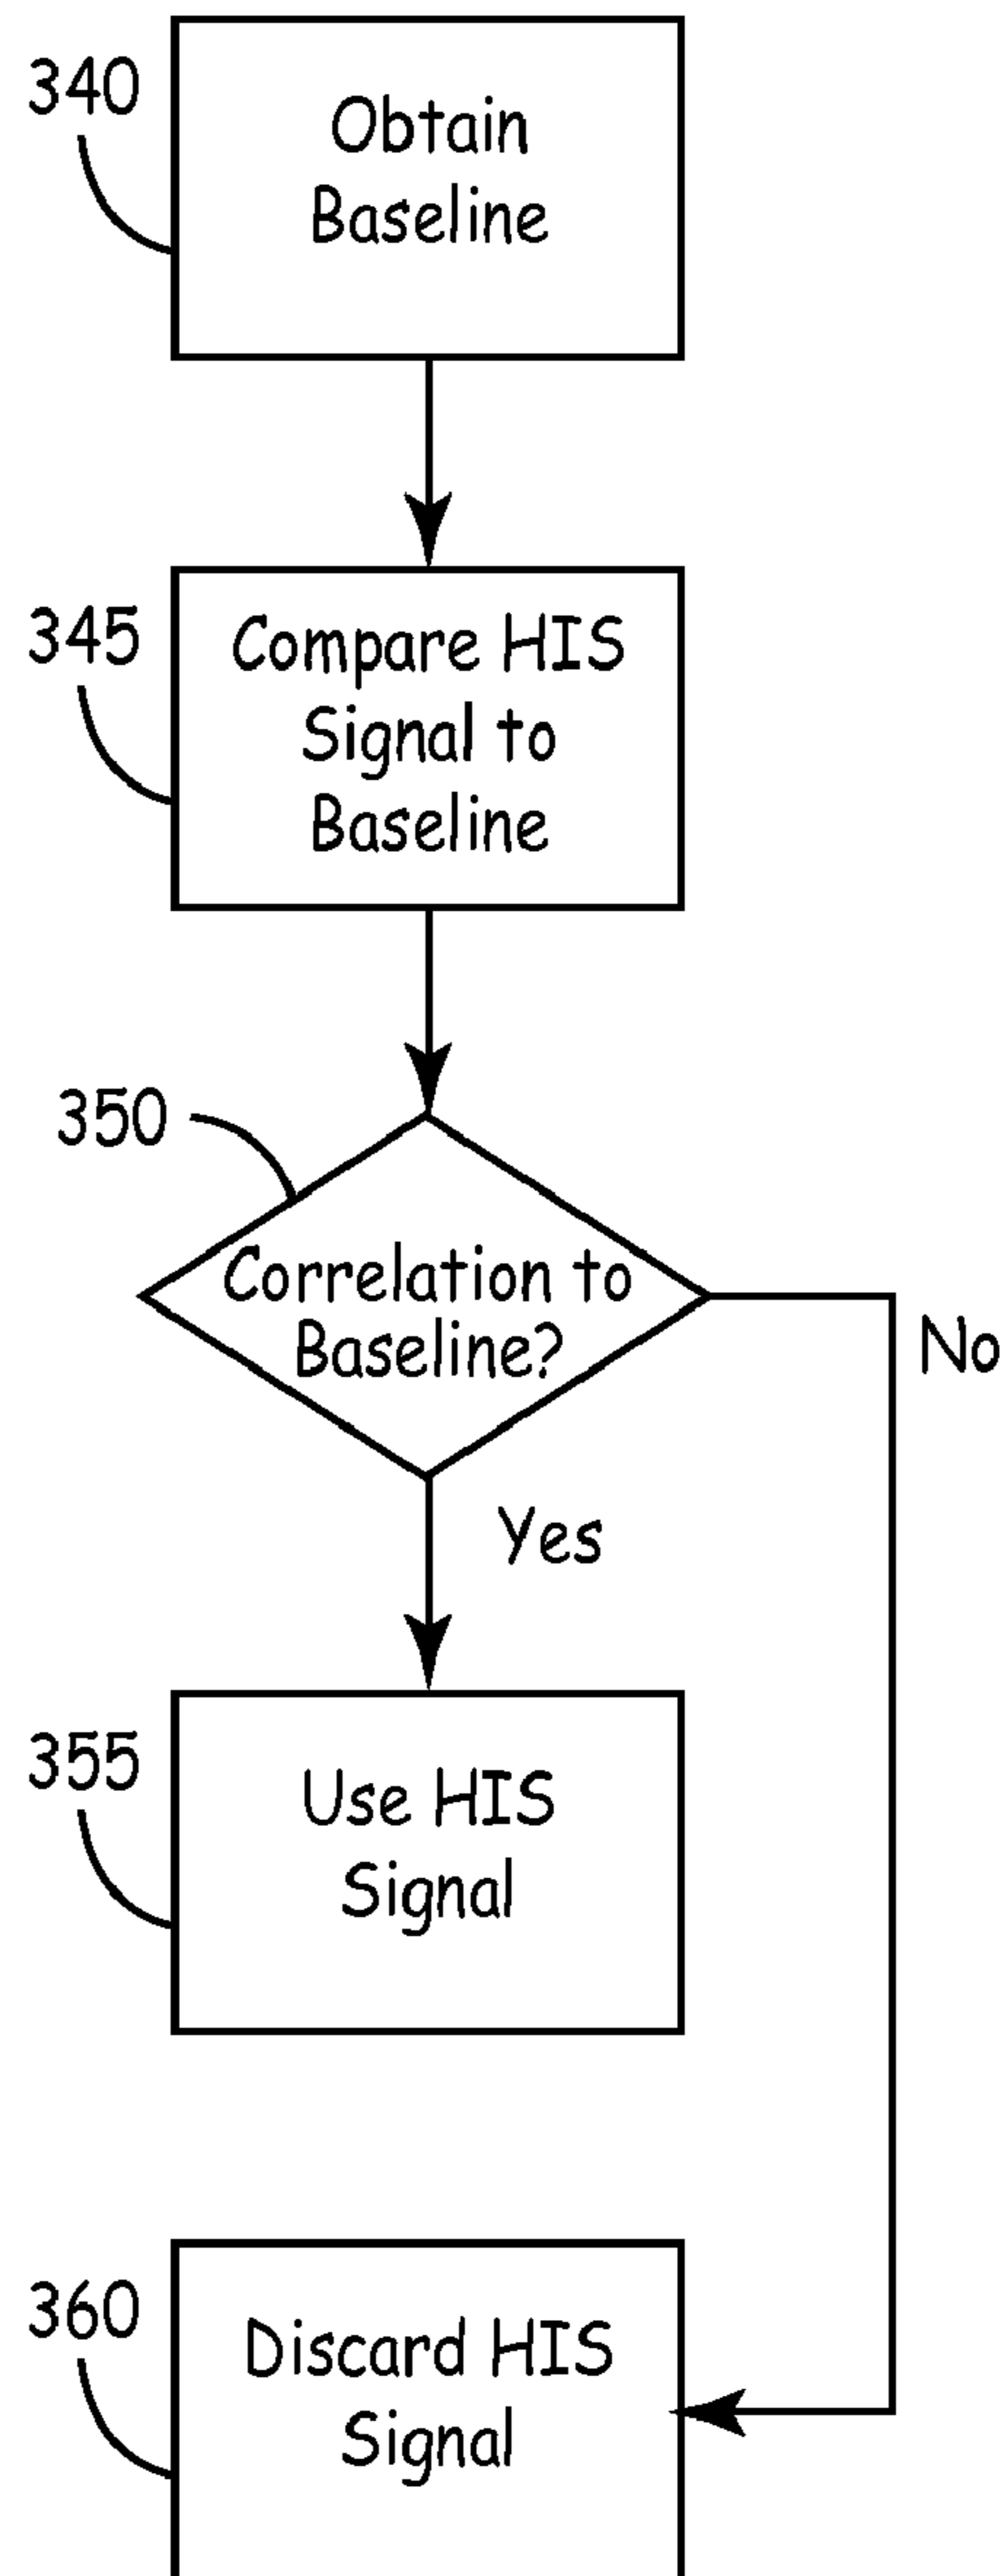 340
Obtain
Baseline
345
Compare HIS
Signal to
Baseline
350
Correlation to
Baseline?
No
Yes
355
Use HIS
Signal
360
Discard HIS
Signal